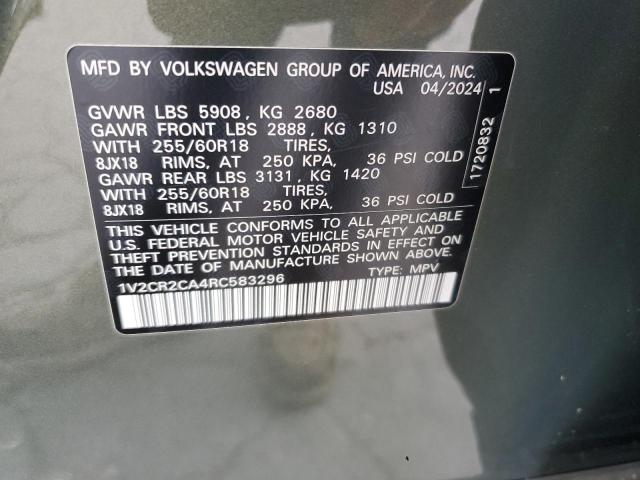 MFD BY VOLKSWAGEN GROUP OF AMERICA, INC.
USA 04/2024
GVWR LBS 5908, KG 2680
GAWR FRONT LBS 2888, KG 1310
WITH 255/60R18 TIRES,
8JX18 RIMS, AT 250 KPA, 36 PSI COLD
GAWR REAR LBS 3131, KG 1420
WITH 255/60R18 TIRES,
8JX18 RIMS, AT 250 KPA, 36 PSI COLD
THIS VEHICLE CONFORMS TO ALL APPLICABLE
U.S. FEDERAL MOTOR VEHICLE SAFETY AND
THEFT PREVENTION STANDARDS IN EFFECT ON
THE DATE OF MANUFACTURE SHOWN ABOVE.
1V2CR2CA4RC583296 TYPE: MPV
1720832 1